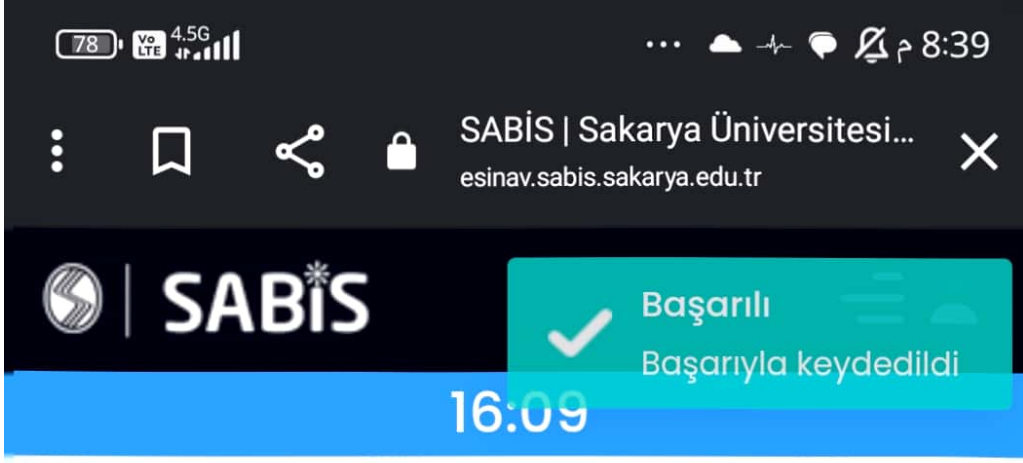 78 Vo LTE 4.5G ... م 8:39
SABİS | Sakarya Üniversitesi...
esinav.sabis.sakarya.edu.tr
SABİS
Başarılı
Başarıyla keydedildi
16:09